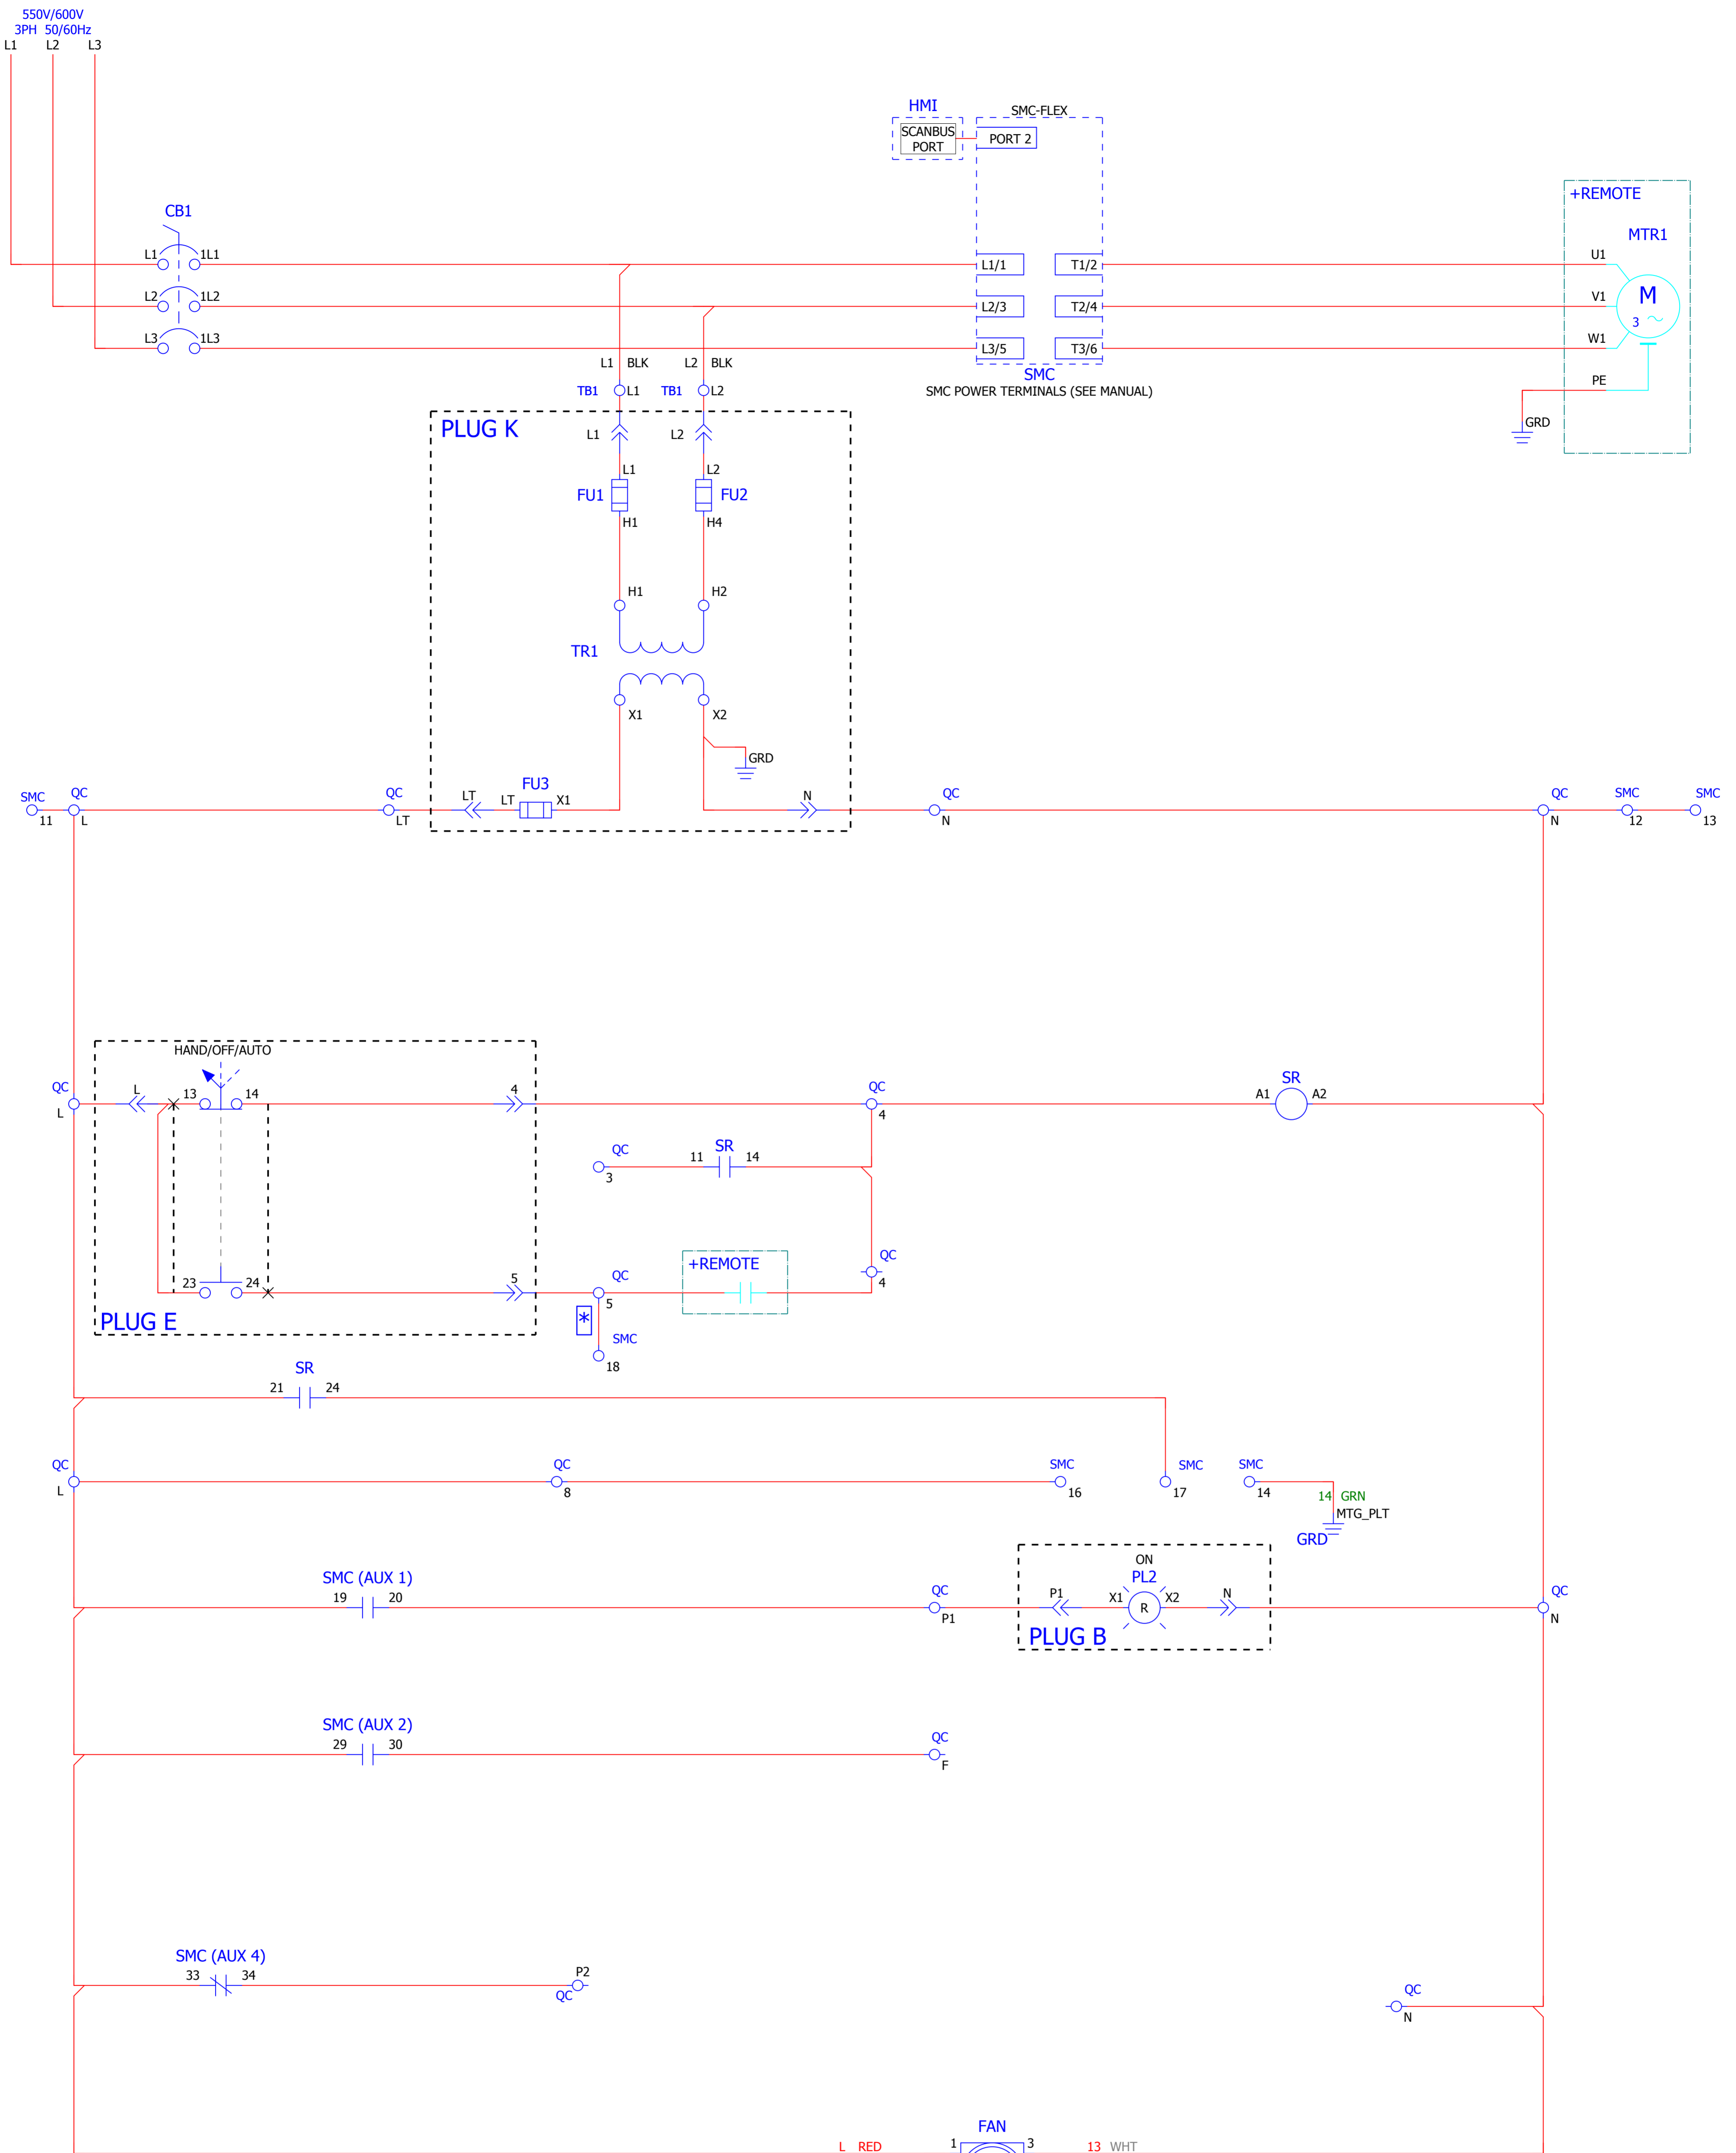 550V/600V
3PH 50/60Hz
L1 L2 L3
HMI
SMC-FLEX
SCANBUS
PORT
PORT 2
+REMOTE
CB1
MTR1
L1 1L1
L1/1 T1/2
U1
L2 1L2
L2/3 T2/4
V1
M
3
L3 1L3
L3/5 T3/6
W1
L1 BLK L2 BLK
SMC
SMC POWER TERMINALS (SEE MANUAL)
PE
TB1 L1 TB1 L2
GRD
PLUG K
L1 L2
L1 L2
FU1 FU2
H1 H4
H1 H2
TR1
X1 X2
GRD
SMC QC QC LT LT FU3 X1 N QC QC SMC SMC
11 L LT N N 12 13
HAND/OFF/AUTO
QC L 13 14 4 QC SR
L 4 A1 A2
QC 11 SR 14
3
QC
+REMOTE 4
23 24 5 QC
5
PLUG E
*
SMC
18
SR
21 24
QC QC SMC SMC SMC
L 8 16 17 14
14 GRN
MTG_PLT
GRD
ON
SMC (AUX 1) PL2
19 20 QC P1 X1 R X2 N QC
P1 N
PLUG B
SMC (AUX 2)
29 30 QC
F
SMC (AUX 4)
33 34 P2
QC
QC
N
FAN
L RED 1 3 13 WHT